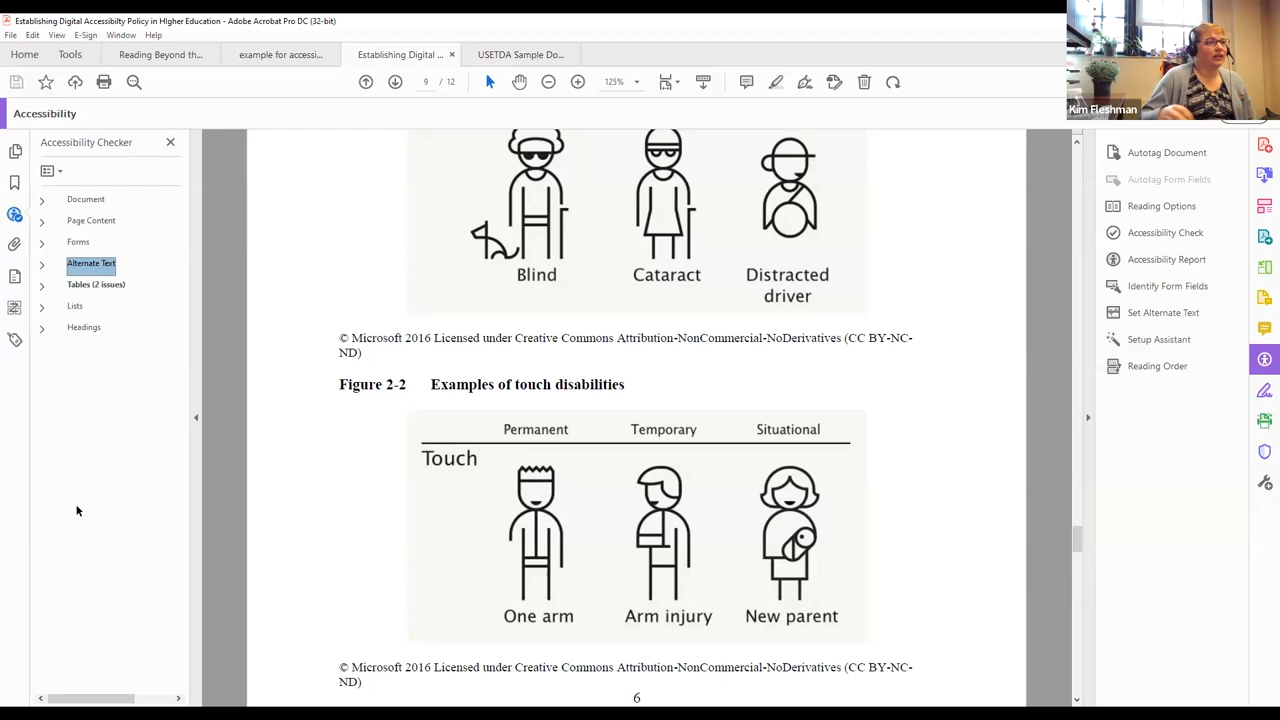 Establishing Digital Accessibilty Policy in HIgher Education - Adobe Acrobat Pro DC (32-bit)
File Edit View E-Sign Window Help
Home Tools Reading Beyond th... example for accessi... Establishing Digital ... × USETDA Sample Do...
9 / 12 125%
Kim Fleshman
Accessibility
Accessibility Checker
Document
Page Content
Forms
Alternate Text
Tables (2 issues)
Lists
Headings
Blind Cataract Distracted
driver
© Microsoft 2016 Licensed under Creative Commons Attribution-NonCommercial-NoDerivatives (CC BY-NC-
ND)
Figure 2-2 Examples of touch disabilities
Permanent Temporary Situational
Touch
One arm Arm injury New parent
© Microsoft 2016 Licensed under Creative Commons Attribution-NonCommercial-NoDerivatives (CC BY-NC-
ND)
6
Autotag Document
Autotag Form Fields
Reading Options
Accessibility Check
Accessibility Report
Identify Form Fields
Set Alternate Text
Setup Assistant
Reading Order